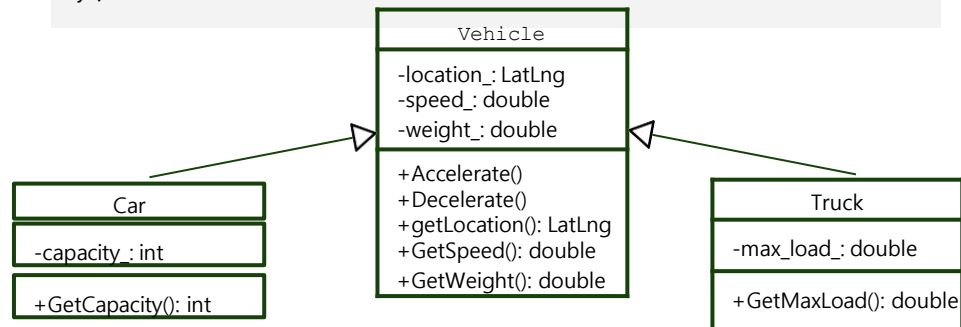 Vehicle
-location_: LatLng
-speed_: double
-weight_: double
+Accelerate()
+Decelerate()
+getLocation(): LatLng
+GetSpeed(): double
+GetWeight(): double
Car
-capacity_: int
+GetCapacity(): int
Truck
-max_load_: double
+GetMaxLoad(): double